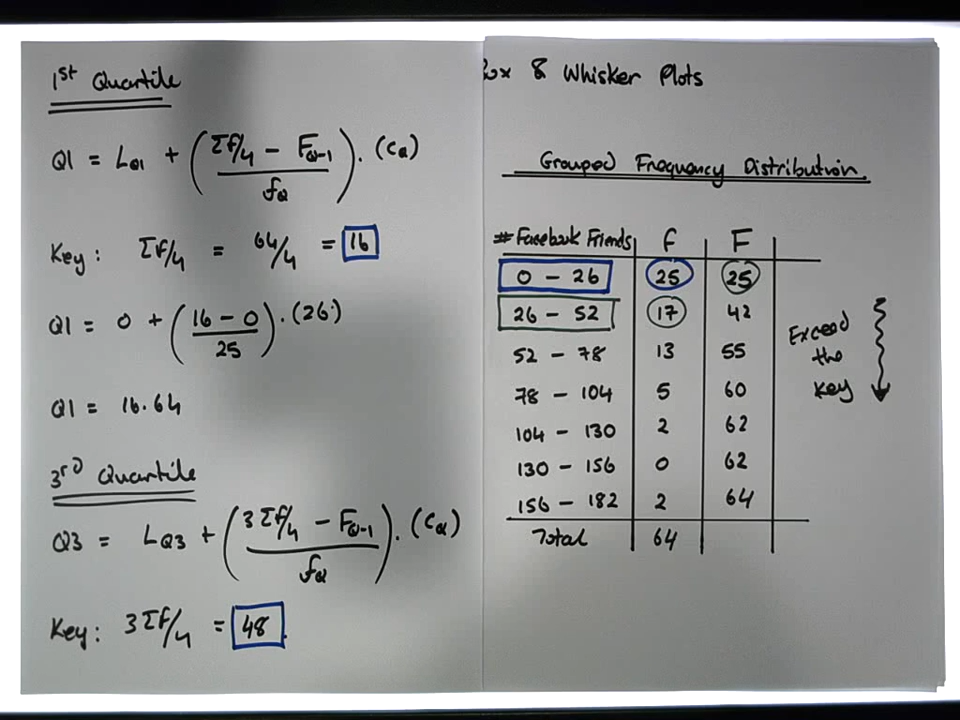 1st Quartile
Q1 = LQ1 + (Σf/4 − FQ-1 / fQ) . (CQ)
Key: Σf/4 = 64/4 = 16
Q1 = 0 + (16 − 0 / 25) . (26)
Q1 = 16.64
3rd Quartile
Q3 = LQ3 + (3Σf/4 − FQ-1 / fQ) . (CQ)
Key: 3Σf/4 = 48
ox & Whisker Plots
Grouped Frequency Distribution.
# Facebook Friends f F
0 − 26 25 25
26 − 52 17 42
52 − 78 13 55
78 − 104 5 60
104 − 130 2 62
130 − 156 0 62
156 − 182 2 64
Total 64
Exceed
the
Key